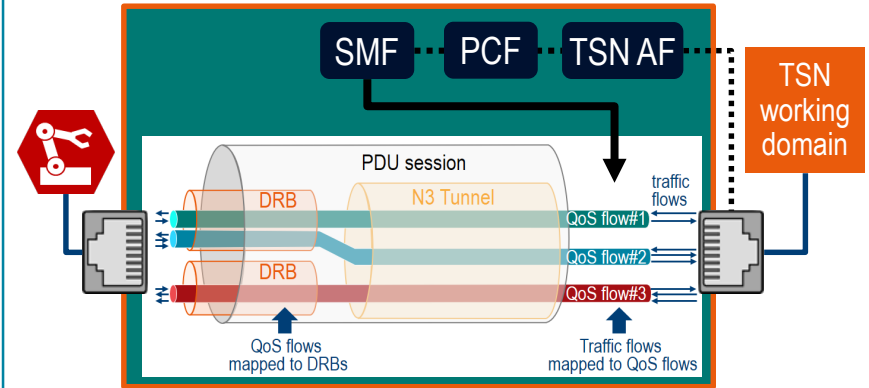 SMF
PCF
TSN AF
TSN
working
domain
PDU session
traffic
flows
DRB
N3 Tunnel
QoS flow#1
QoS flow#2
DRB
QoS flow#3
QoS flows
mapped to DRBs
Traffic flows
mapped to QoS flows